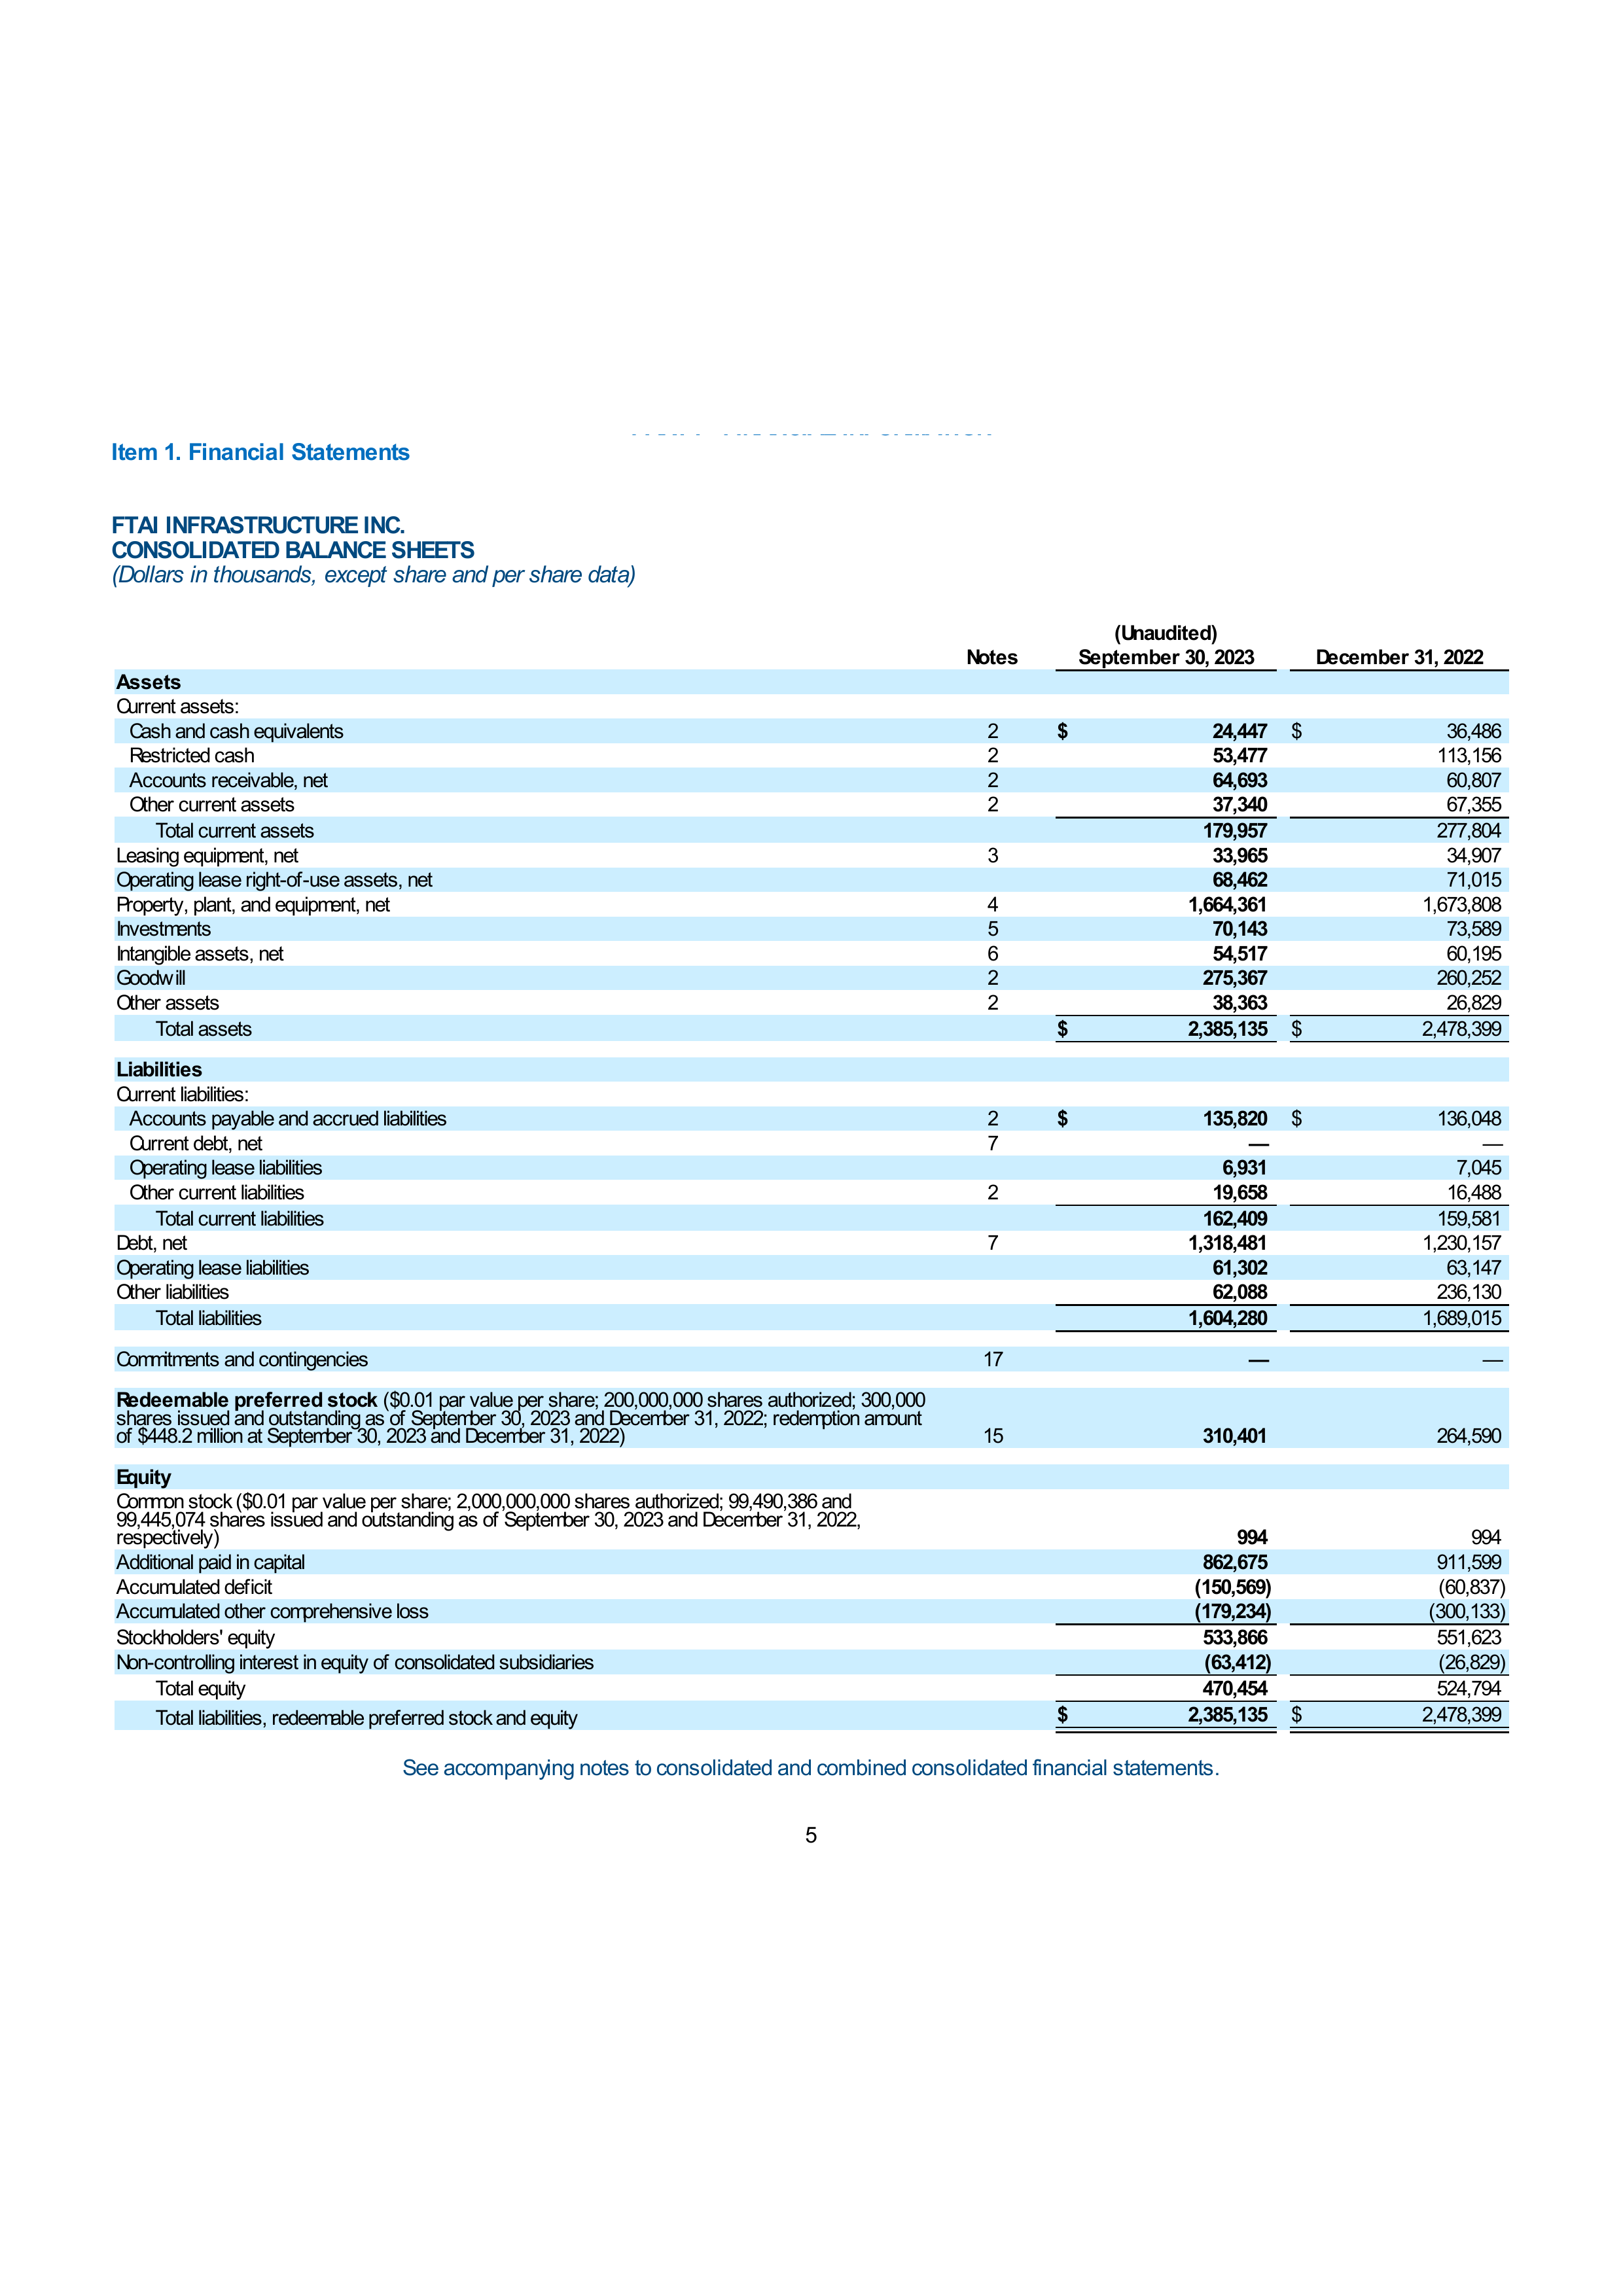 Item 1. Financial Statements
FTAI INFRASTRUCTURE INC.
CONSOLIDATED BALANCE SHEETS
(Dollars in thousands, except share and per share data)
(Unaudited)
Notes September 30, 2023 December 31, 2022
Assets
Current assets:
Cash and cash equivalents 2 $ 24,447 $ 36,486
Restricted cash 2 53,477 113,156
Accounts receivable, net 2 64,693 60,807
Other current assets 2 37,340 67,355
Total current assets 179,957 277,804
Leasing equipment, net 3 33,965 34,907
Operating lease right-of-use assets, net 68,462 71,015
Property, plant, and equipment, net 4 1,664,361 1,673,808
Investments 5 70,143 73,589
Intangible assets, net 6 54,517 60,195
Goodwill 2 275,367 260,252
Other assets 2 38,363 26,829
Total assets $ 2,385,135 $ 2,478,399
Liabilities
Current liabilities:
Accounts payable and accrued liabilities 2 $ 135,820 $ 136,048
Current debt, net 7 — —
Operating lease liabilities 6,931 7,045
Other current liabilities 2 19,658 16,488
Total current liabilities 162,409 159,581
Debt, net 7 1,318,481 1,230,157
Operating lease liabilities 61,302 63,147
Other liabilities 62,088 236,130
Total liabilities 1,604,280 1,689,015
Commitments and contingencies 17 — —
Redeemable preferred stock ($0.01 par value per share; 200,000,000 shares authorized; 300,000
shares issued and outstanding as of September 30, 2023 and December 31, 2022; redemption amount
of $448.2 million at September 30, 2023 and December 31, 2022) 15 310,401 264,590
Equity
Common stock ($0.01 par value per share; 2,000,000,000 shares authorized; 99,490,386 and
99,445,074 shares issued and outstanding as of September 30, 2023 and December 31, 2022,
respectively) 994 994
Additional paid in capital 862,675 911,599
Accumulated deficit (150,569) (60,837)
Accumulated other comprehensive loss (179,234) (300,133)
Stockholders' equity 533,866 551,623
Non-controlling interest in equity of consolidated subsidiaries (63,412) (26,829)
Total equity 470,454 524,794
Total liabilities, redeemable preferred stock and equity $ 2,385,135 $ 2,478,399
See accompanying notes to consolidated and combined consolidated financial statements.
5